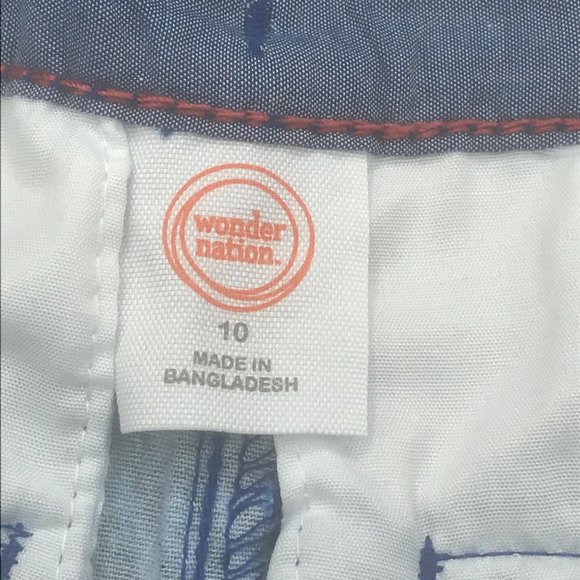 wonder
nation.
10
MADE IN
BANGLADESH